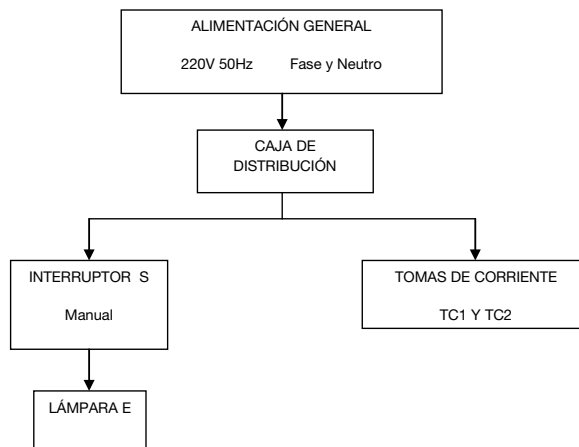 ALIMENTACIÓN GENERAL
220V 50Hz Fase y Neutro
CAJA DE
DISTRIBUCIÓN
INTERRUPTOR S
Manual
TOMAS DE CORRIENTE
TC1 Y TC2
LÁMPARA E